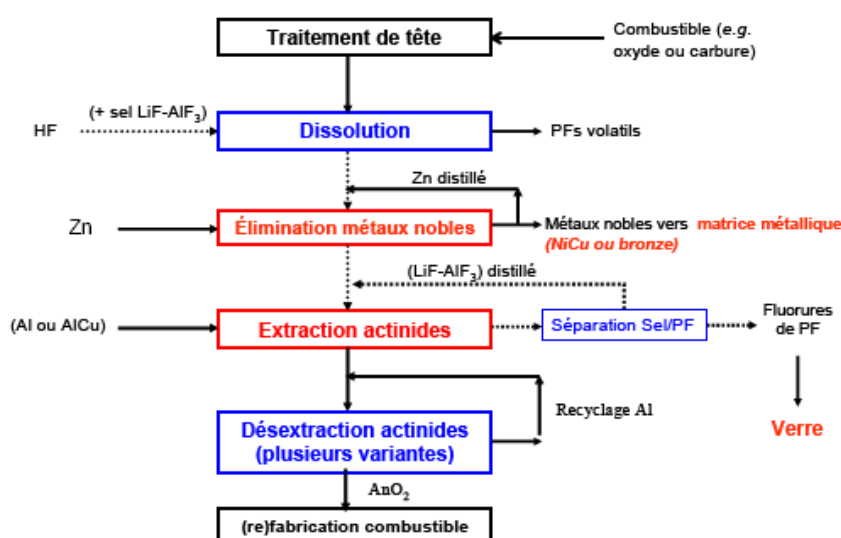 Traitement de tête
Combustible (e.g.
oxyde ou carbure)
(+ sel LiF-AlF₃)
HF
Dissolution
PFs volatils
Zn distillé
Zn
Élimination métaux nobles
Métaux nobles vers matrice métallique
(NiCu ou bronze)
(LiF-AlF₃) distillé
(Al ou AlCu)
Extraction actinides
Séparation Sel/PF
Fluorures
de PF
Recyclage Al
Désextraction actinides
(plusieurs variantes)
Verre
AnO₂
(re)fabrication combustible